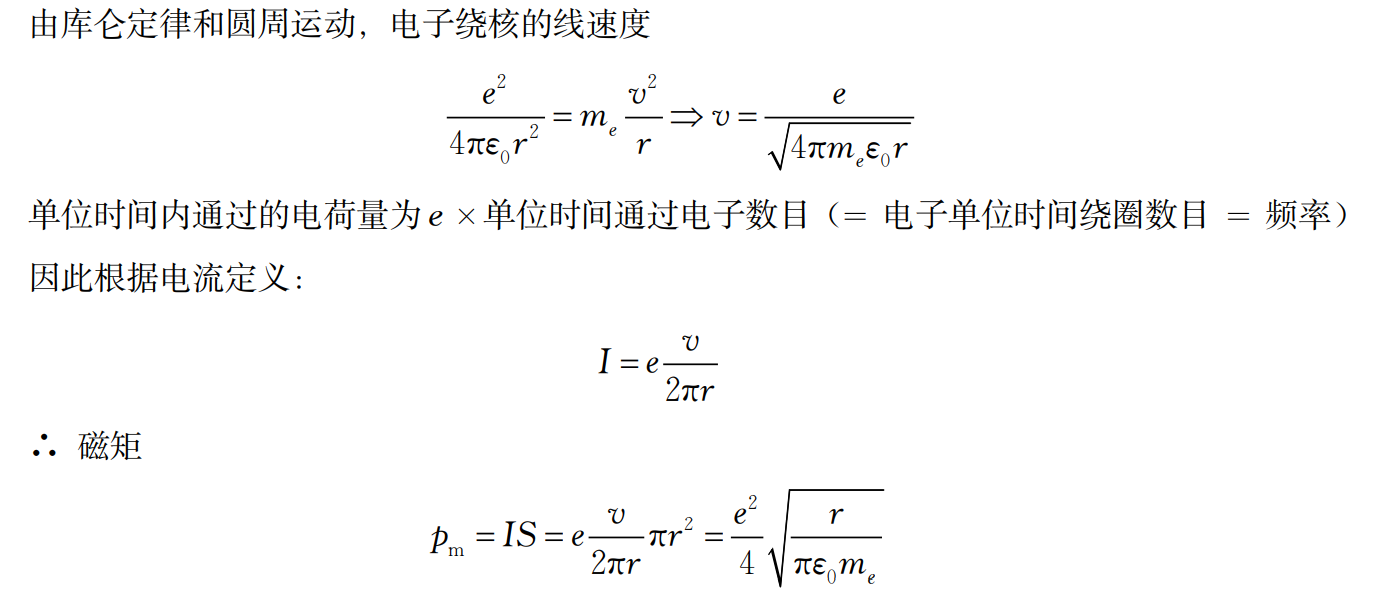 由库仑定律和圆周运动，电子绕核的线速度
$\frac{e^2}{4\pi\varepsilon_0 r^2} = m_e \frac{v^2}{r} \Rightarrow v = \frac{e}{\sqrt{4\pi m_e \varepsilon_0 r}}$
单位时间内通过的电荷量为 e × 单位时间通过电子数目（= 电子单位时间绕圈数目 = 频率）
因此根据电流定义：
$I = e\frac{v}{2\pi r}$
∴ 磁矩
$p_{\mathrm{m}} = IS = e\frac{v}{2\pi r}\pi r^2 = \frac{e^2}{4}\sqrt{\frac{r}{\pi\varepsilon_0 m_e}}$